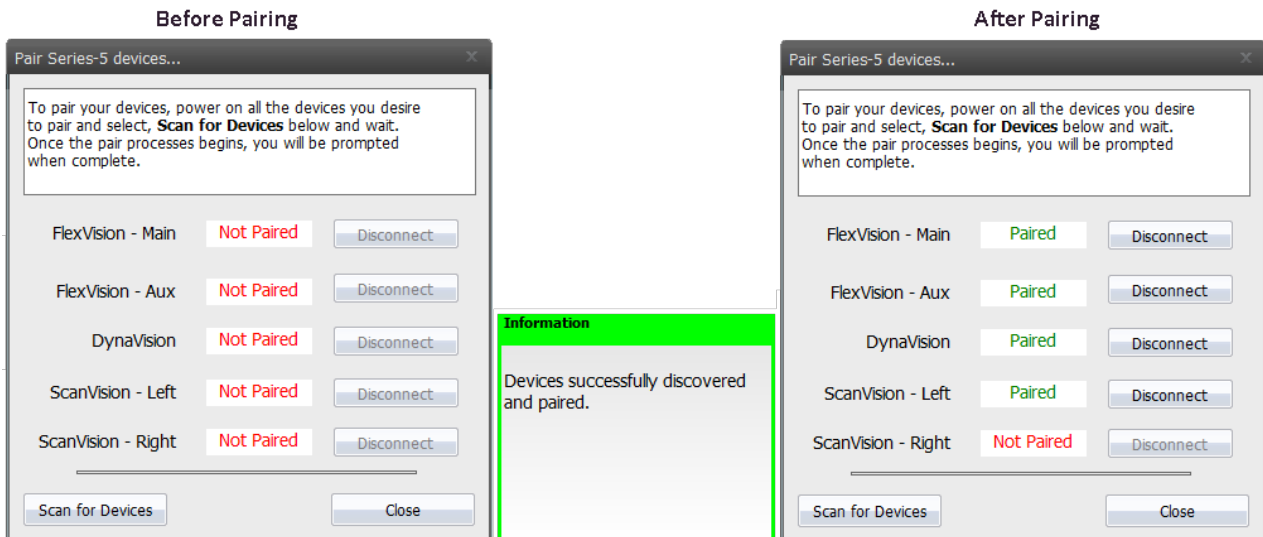 Before Pairing
Pair Series-5 devices...
x
To pair your devices, power on all the devices you desire
to pair and select, Scan for Devices below and wait.
Once the pair processes begins, you will be prompted
when complete.
FlexVision - Main Not Paired Disconnect
FlexVision - Aux Not Paired Disconnect
DynaVision Not Paired Disconnect
ScanVision - Left Not Paired Disconnect
ScanVision - Right Not Paired Disconnect
Scan for Devices Close
Information
Devices successfully discovered
and paired.
After Pairing
Pair Series-5 devices...
x
To pair your devices, power on all the devices you desire
to pair and select, Scan for Devices below and wait.
Once the pair processes begins, you will be prompted
when complete.
FlexVision - Main Paired Disconnect
FlexVision - Aux Paired Disconnect
DynaVision Paired Disconnect
ScanVision - Left Paired Disconnect
ScanVision - Right Not Paired Disconnect
Scan for Devices Close